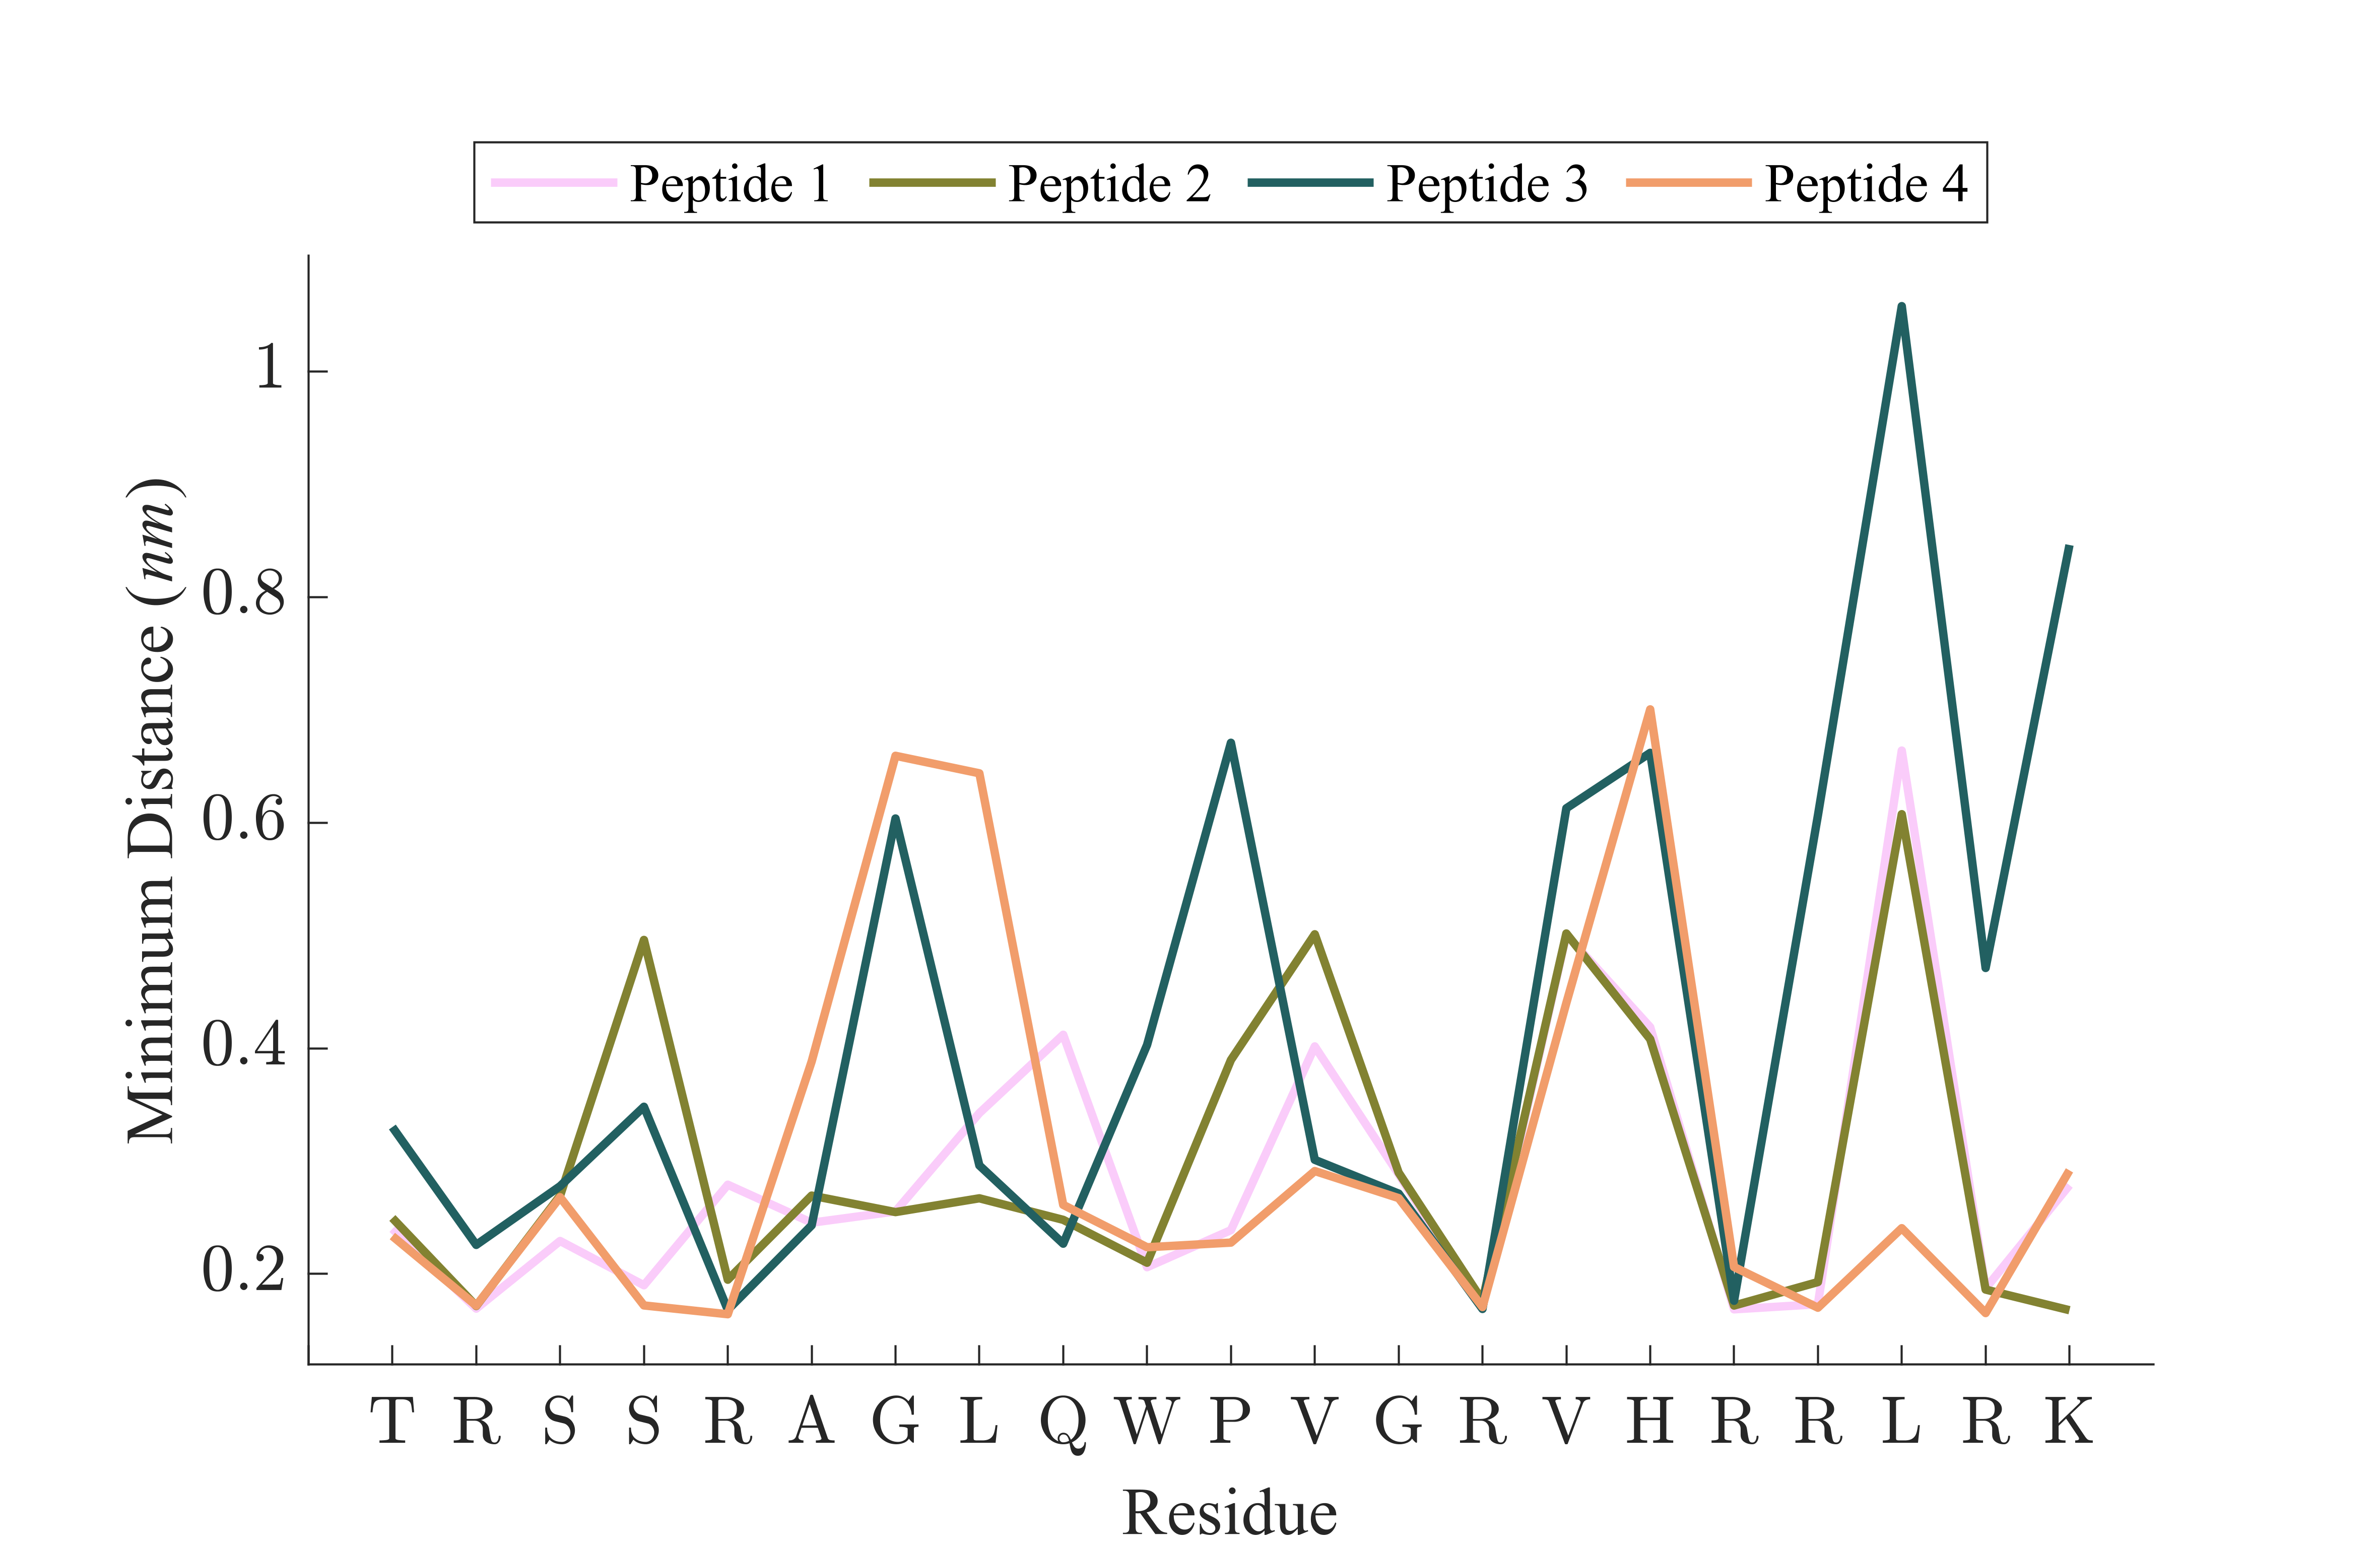 Peptide 1 Peptide 2 Peptide 3 Peptide 4
1
0.8
0.6
0.4
0.2
Minimum Distance (nm)
T R S S R A G L Q W P V G R V H R R L R K
Residue